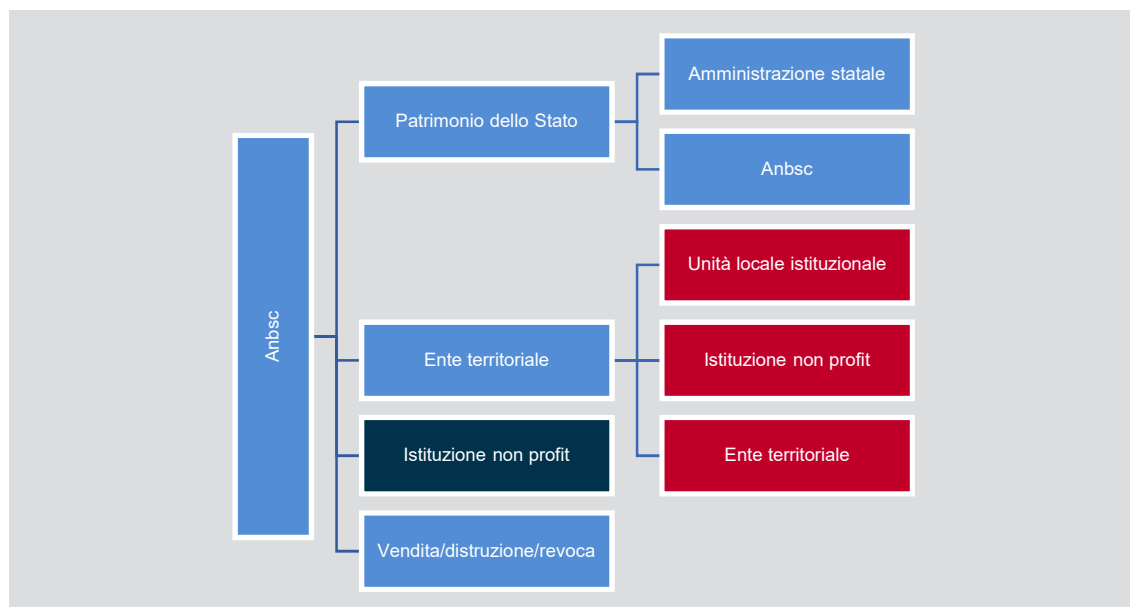 Anbsc
Patrimonio dello Stato
Amministrazione statale
Anbsc
Ente territoriale
Unità locale istituzionale
Istituzione non profit
Ente territoriale
Istituzione non profit
Vendita/distruzione/revoca